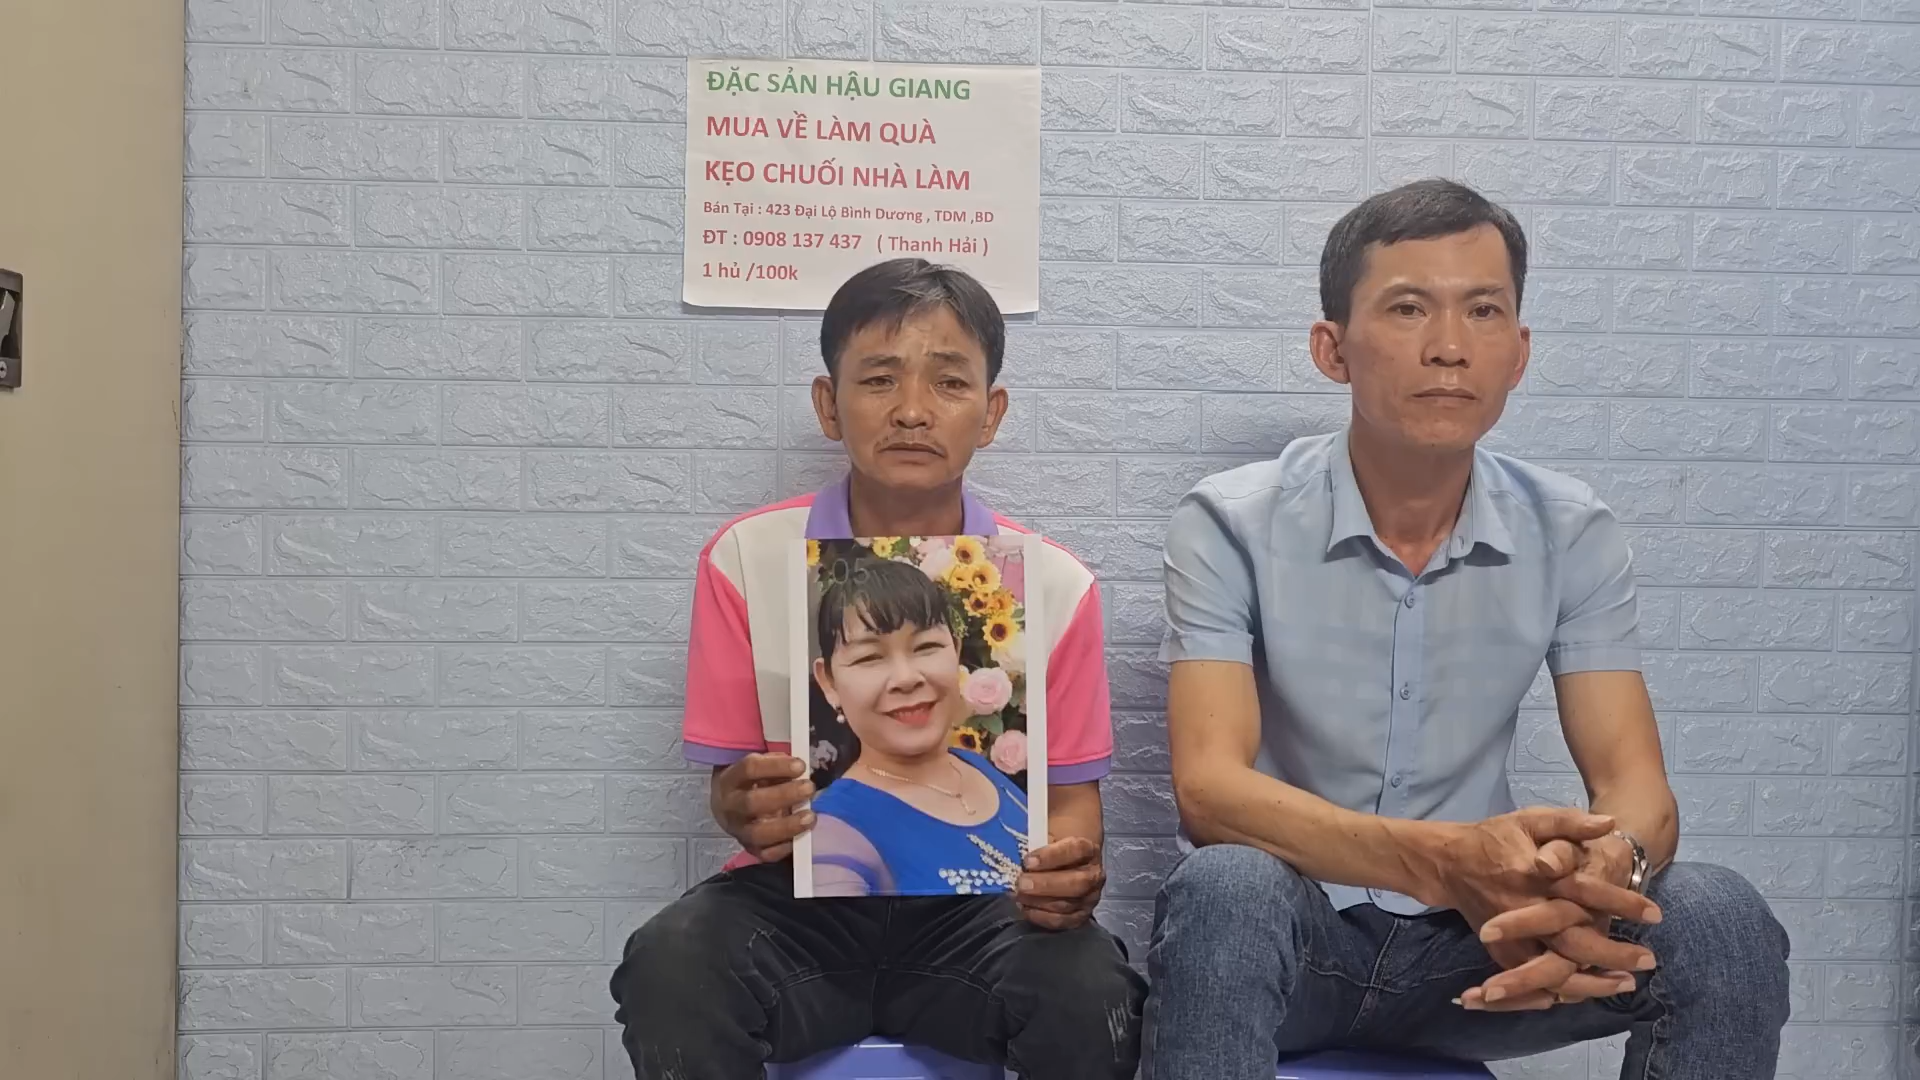 ĐẶC SẢN HẬU GIANG
MUA VỀ LÀM QUÀ
KẸO CHUỐI NHÀ LÀM
Bán Tại : 423 Đại Lộ Bình Dương , TDM ,BD
ĐT : 0908 137 437 ( Thanh Hải )
1 hủ /100k
05